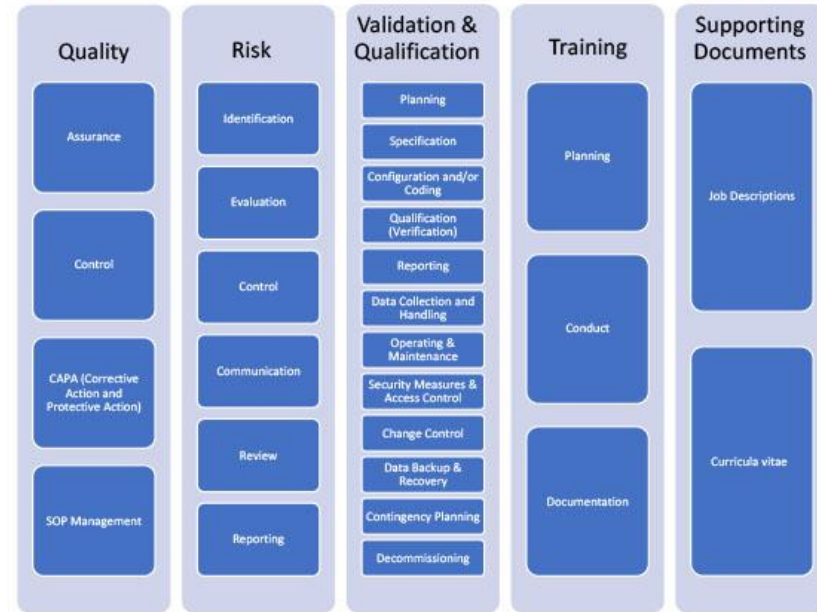 Quality
Assurance
Control
CAPA (Corrective
Action and
Protective Action)
SOP Management
Risk
Identification
Evaluation
Control
Communication
Review
Reporting
Validation &
Qualification
Planning
Specification
Configuration and/or
Coding
Qualification
(Verification)
Reporting
Data Collection and
Handling
Operating &
Maintenance
Security Measures &
Access Control
Change Control
Data Backup &
Recovery
Contingency Planning
Decommissioning
Training
Planning
Conduct
Documentation
Supporting
Documents
Job Descriptions
Curricula vitae